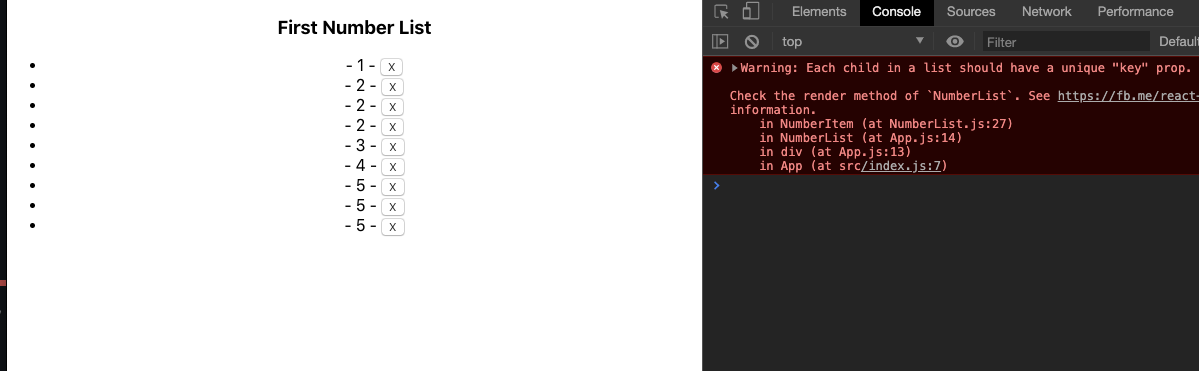 First Number List
- 1 - x
- 2 - x
- 2 - x
- 2 - x
- 3 - x
- 4 - x
- 5 - x
- 5 - x
- 5 - x
Elements Console Sources Network Performance
top Filter Default
Warning: Each child in a list should have a unique "key" prop.
Check the render method of `NumberList`. See https://fb.me/react-
information.
in NumberItem (at NumberList.js:27)
in NumberList (at App.js:14)
in div (at App.js:13)
in App (at src/index.js:7)